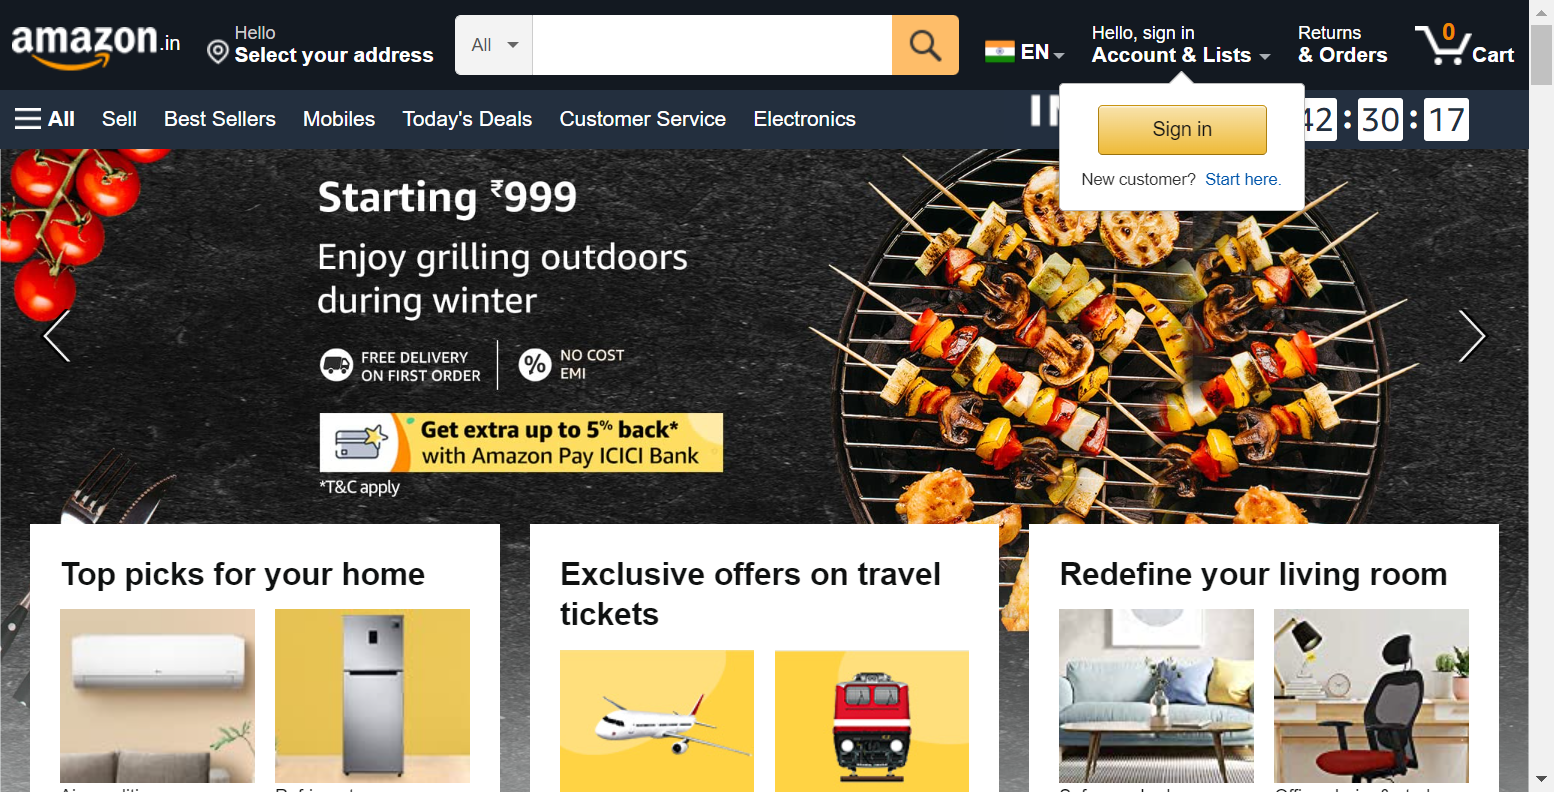 amazon.in
Hello
Select your address
All
EN
Hello, sign in
Account & Lists
Returns
& Orders
0
Cart
All
Sell
Best Sellers
Mobiles
Today's Deals
Customer Service
Electronics
42:30:17
Sign in
New customer? Start here.
Starting ₹999
Enjoy grilling outdoors
during winter
FREE DELIVERY
ON FIRST ORDER
NO COST
EMI
Get extra up to 5% back*
with Amazon Pay ICICI Bank
*T&C apply
Top picks for your home
Exclusive offers on travel
tickets
Redefine your living room